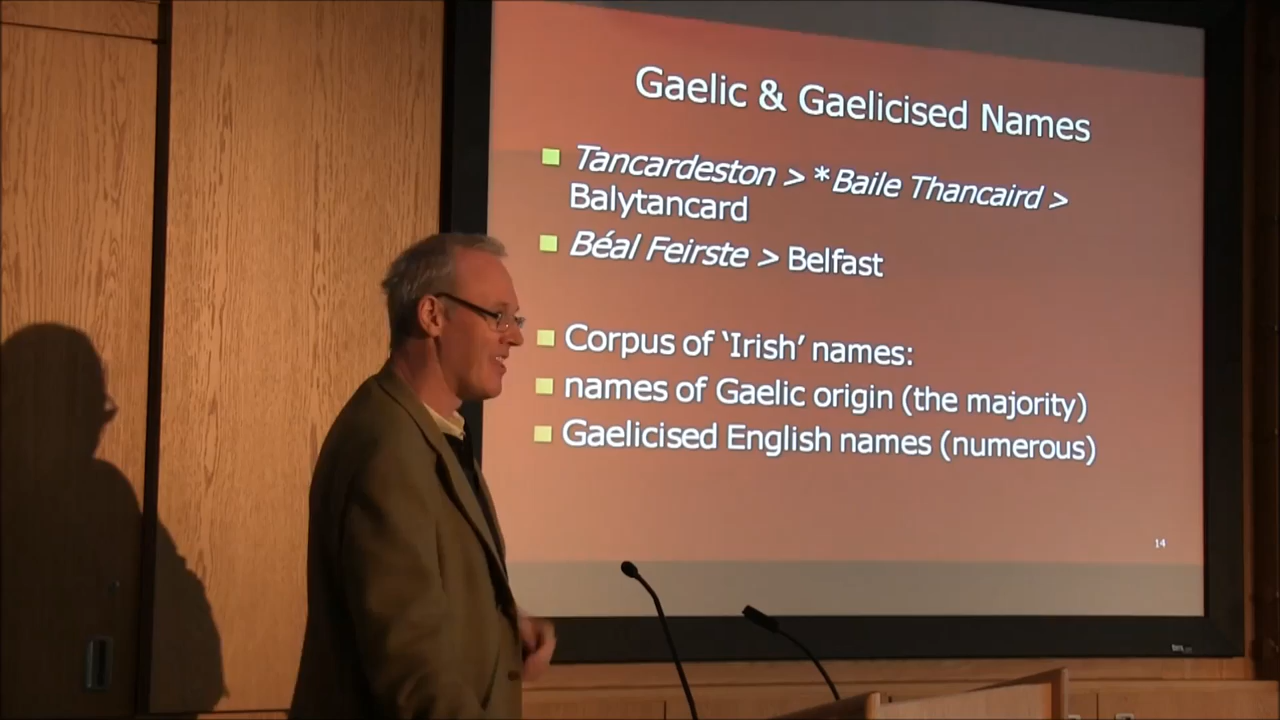 Gaelic & Gaelicised Names
Tancardeston > *Baile Thancaird >
Balytancard
Béal Feirste > Belfast
Corpus of ‘Irish’ names:
names of Gaelic origin (the majority)
Gaelicised English names (numerous)
14